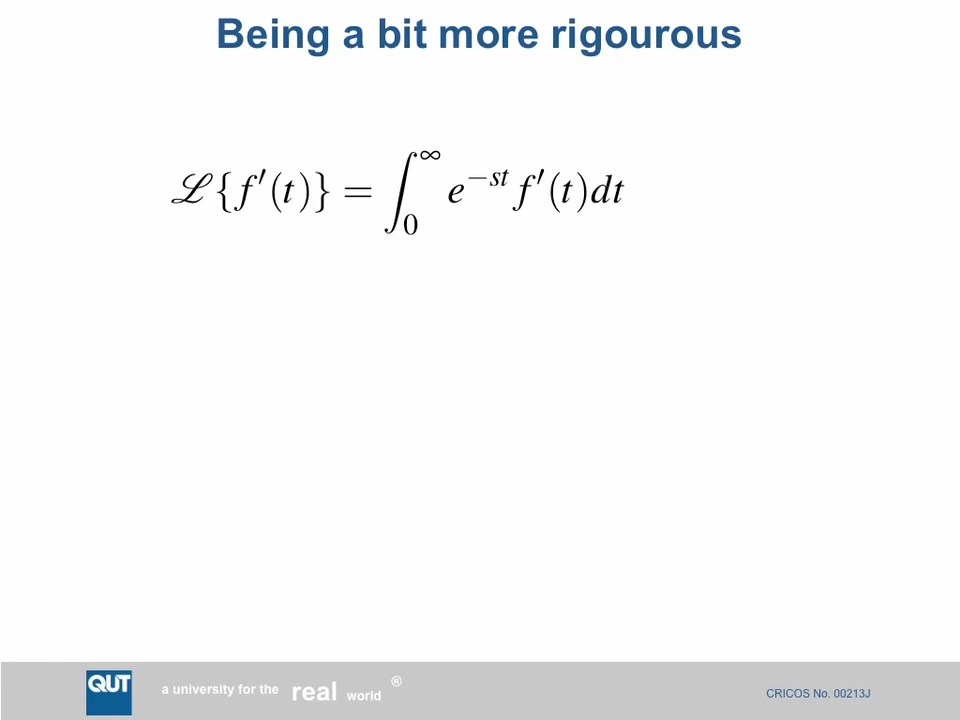 Being a bit more rigourous
ℒ{f′(t)} = ∫₀^∞ e^{−st} f′(t)dt
QUT a university for the real world ®
CRICOS No. 00213J